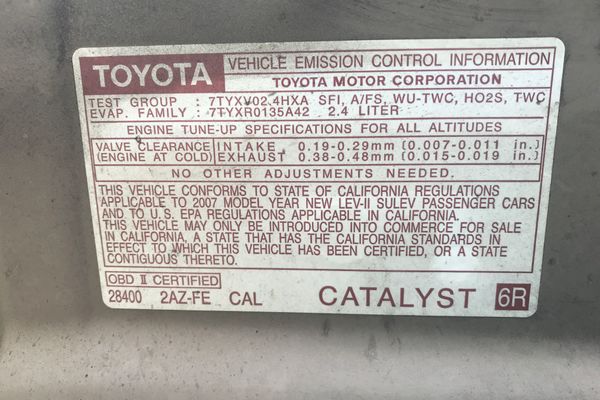 TOYOTA VEHICLE EMISSION CONTROL INFORMATION
TOYOTA MOTOR CORPORATION
TEST GROUP : 7TYXV02.4HXA SFI, A/FS, WU-TWC, HO2S, TWC
EVAP. FAMILY : 7TYXR0135A42 2.4 LITER
ENGINE TUNE-UP SPECIFICATIONS FOR ALL ALTITUDES
VALVE CLEARANCE INTAKE 0.19-0.29mm (0.007-0.011 in.)
(ENGINE AT COLD) EXHAUST 0.38-0.48mm (0.015-0.019 in.)
NO OTHER ADJUSTMENTS NEEDED.
THIS VEHICLE CONFORMS TO STATE OF CALIFORNIA REGULATIONS
APPLICABLE TO 2007 MODEL YEAR NEW LEV-II SULEV PASSENGER CARS
AND TO U.S. EPA REGULATIONS APPLICABLE IN CALIFORNIA.
THIS VEHICLE MAY ONLY BE INTRODUCED INTO COMMERCE FOR SALE
IN CALIFORNIA, A STATE THAT HAS THE CALIFORNIA STANDARDS IN
EFFECT TO WHICH THIS VEHICLE HAS BEEN CERTIFIED, OR A STATE
CONTIGUOUS THERETO.
OBD II CERTIFIED
28400 2AZ-FE CAL CATALYST 6R